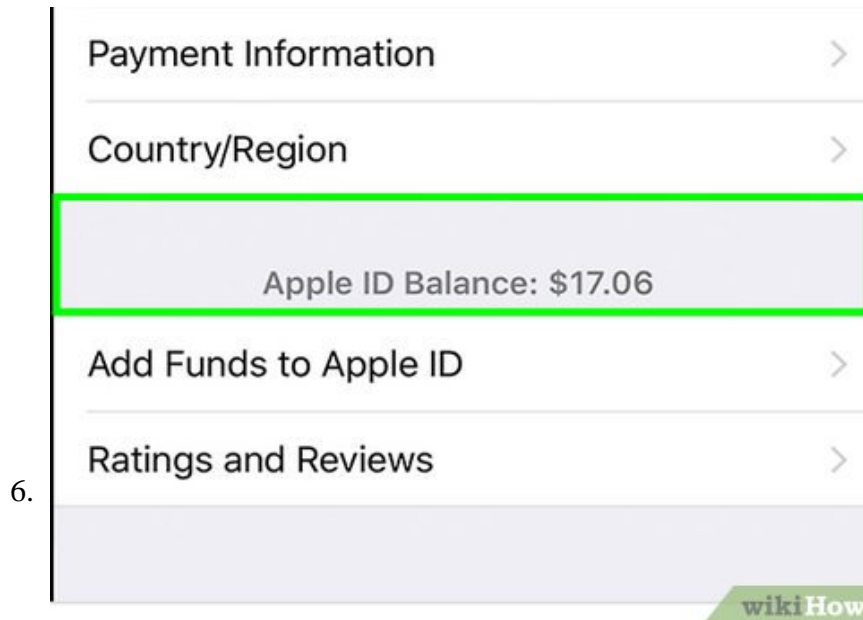 Payment Information
Country/Region
Apple ID Balance: $17.06
Add Funds to Apple ID
Ratings and Reviews
6.
wikiHow